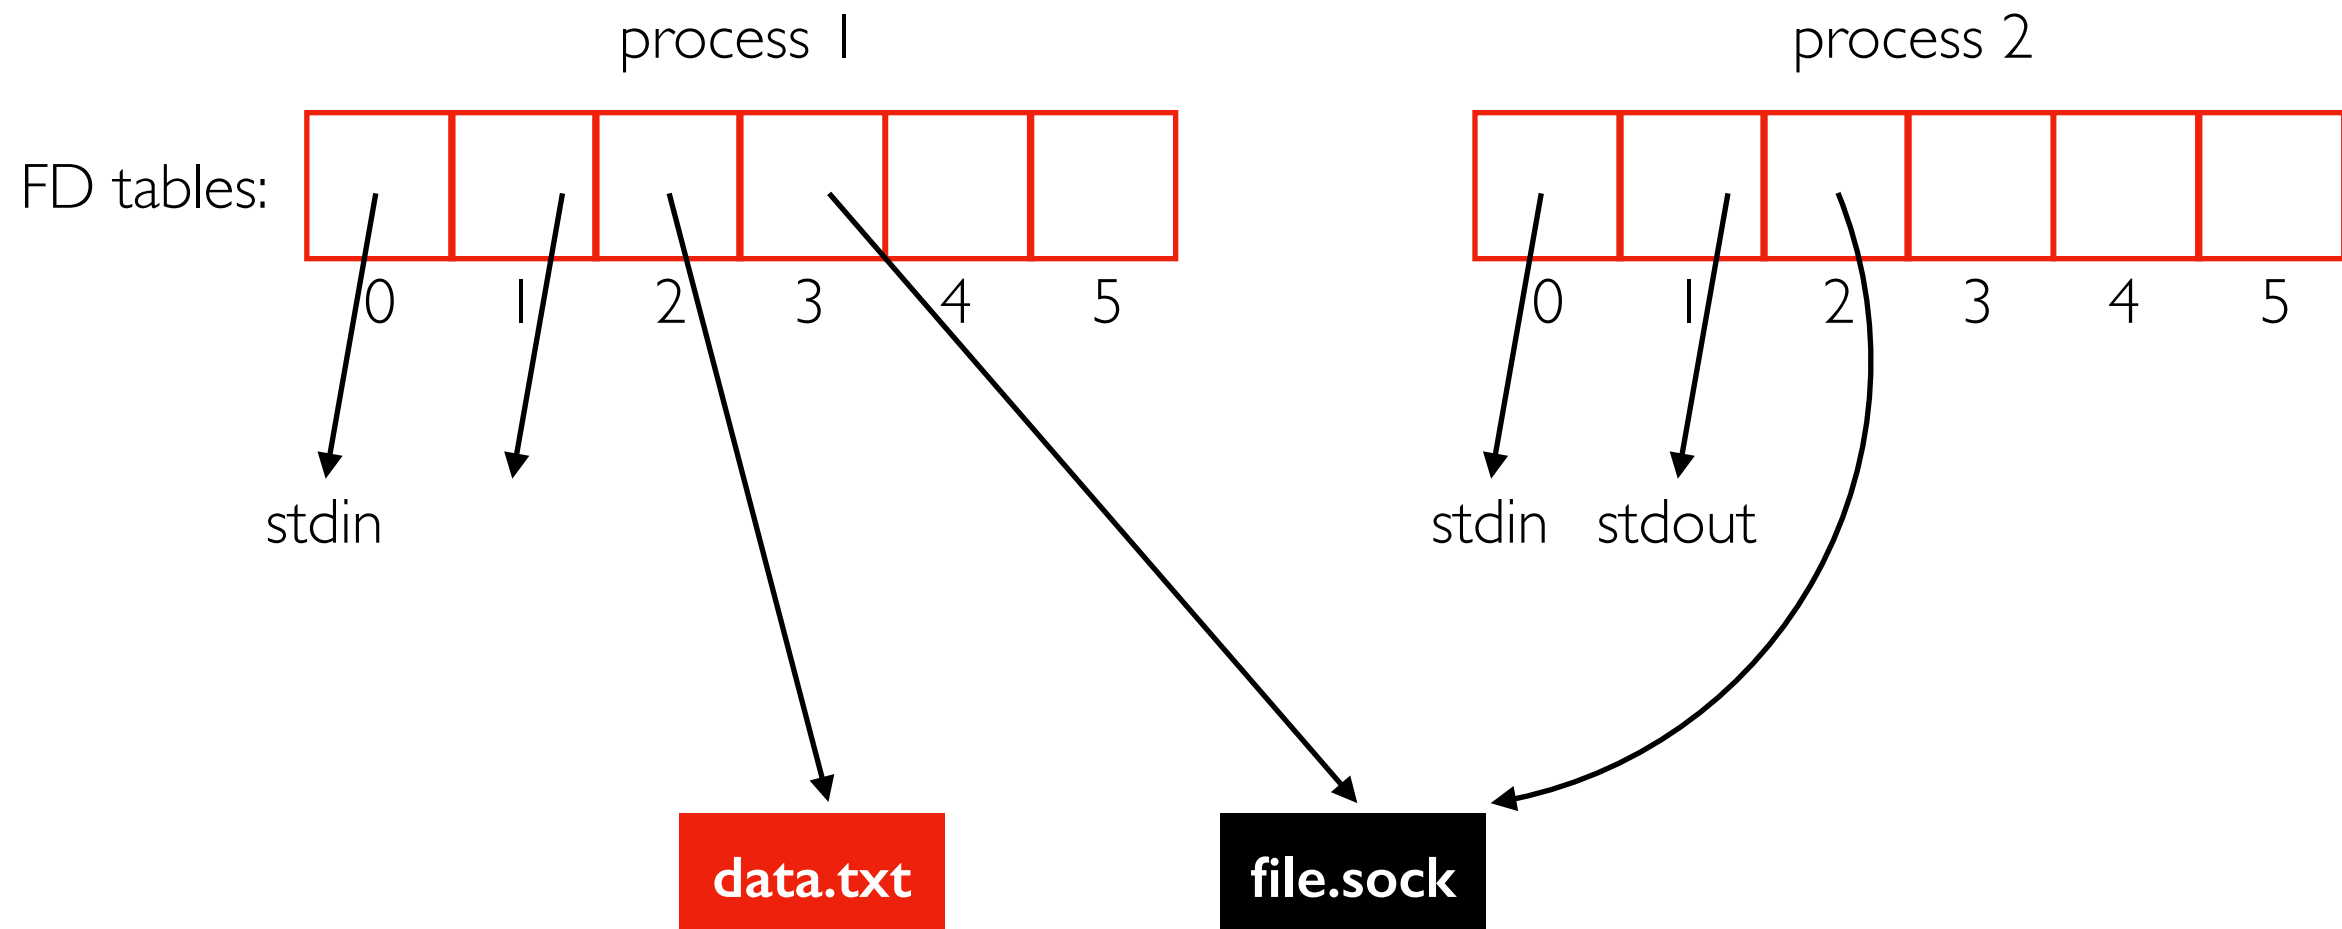 process 1
process 2
FD tables:
0 1 2 3 4 5
0 1 2 3 4 5
stdin
stdin stdout
data.txt
file.sock